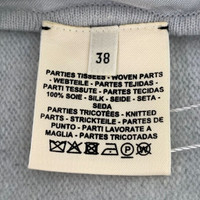 38
PARTIES TISSEES - WOVEN PARTS
- WEBTEILE - PARTES TEJIDAS -
PARTI TESSUTE - PARTES TECIDAS
100% SOIE - SILK - SEIDE - SETA -
SEDA
PARTIES TRICOTÉES - KNITTED
PARTS - STRICKTEILE - PARTES DE
PUNTO - PARTI LAVORATE A
MAGLIA - PARTES TRICOTADAS
P